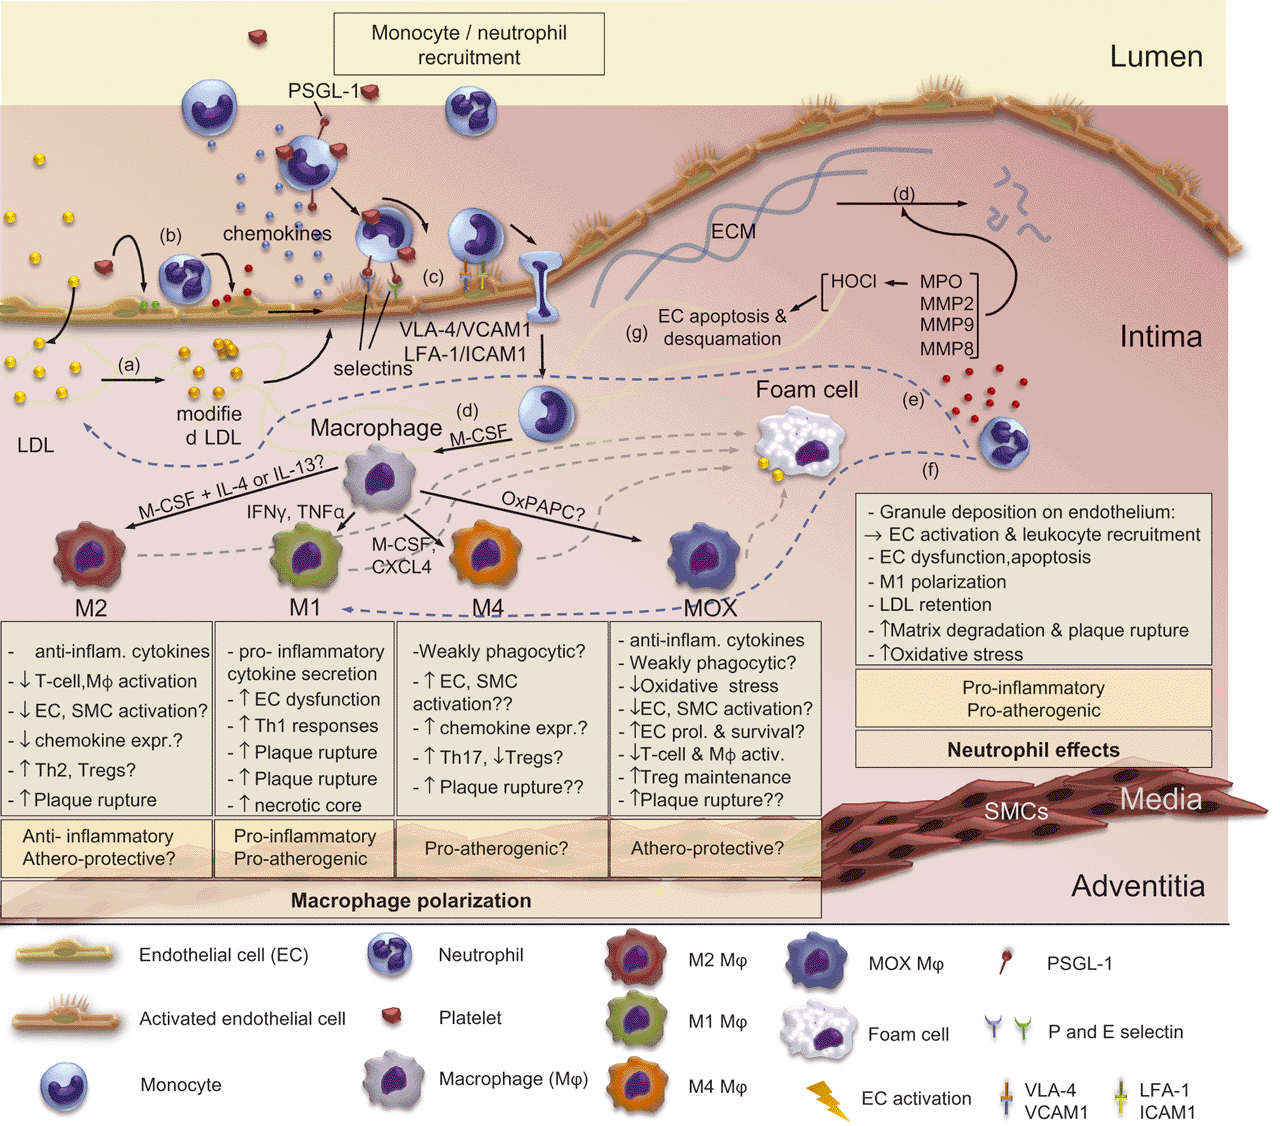 Monocyte / neutrophil
recruitment
Lumen
PSGL-1
(b)
chemokines
(c)
(d)
ECM
Intima
HOCl
MPO
MMP2
MMP9
MMP8
EC apoptosis &
desquamation
(g)
VLA-4/VCAM1
LFA-1/ICAM1
selectins
(a)
LDL
modifie
d LDL
(d)
M-CSF
Macrophage
Foam cell
(e)
(f)
M-CSF + IL-4 or IL-13?
IFNγ, TNFα
M-CSF,
CXCL4
OxPAPC?
M2
M1
M4
MOX
- Granule deposition on endothelium:
→ EC activation & leukocyte recruitment
- EC dysfunction,apoptosis
- M1 polarization
- LDL retention
- ↑Matrix degradation & plaque rupture
- ↑Oxidative stress
Pro-inflammatory
Pro-atherogenic
Neutrophil effects
- anti-inflam. cytokines
- ↓ T-cell,Mϕ activation
- ↓ EC, SMC activation?
- ↓ chemokine expr.?
- ↑ Th2, Tregs?
- ↑ Plaque rupture
Anti- inflammatory
Athero-protective?
- pro- inflammatory
cytokine secretion
- ↑ EC dysfunction
- ↑ Th1 responses
- ↑ Plaque rupture
- ↑ Plaque rupture
- ↑ necrotic core
Pro-inflammatory
Pro-atherogenic
-Weakly phagocytic?
- ↑ EC, SMC
activation??
- ↑ chemokine expr.?
- ↑ Th17, ↓Tregs?
- ↑ Plaque rupture??
Pro-atherogenic?
- anti-inflam. cytokines
- Weakly phagocytic?
- ↓Oxidative stress
- ↓EC, SMC activation?
- ↑EC prol. & survival?
- ↓T-cell & Mϕ activ.
- ↑Treg maintenance
- ↑Plaque rupture??
Athero-protective?
Macrophage polarization
SMCs
Media
Adventitia
Endothelial cell (EC)
Activated endothelial cell
Monocyte
Neutrophil
Platelet
Macrophage (Mφ)
M2 Mφ
M1 Mφ
M4 Mφ
MOX Mφ
Foam cell
EC activation
PSGL-1
P and E selectin
VLA-4
VCAM1
LFA-1
ICAM1